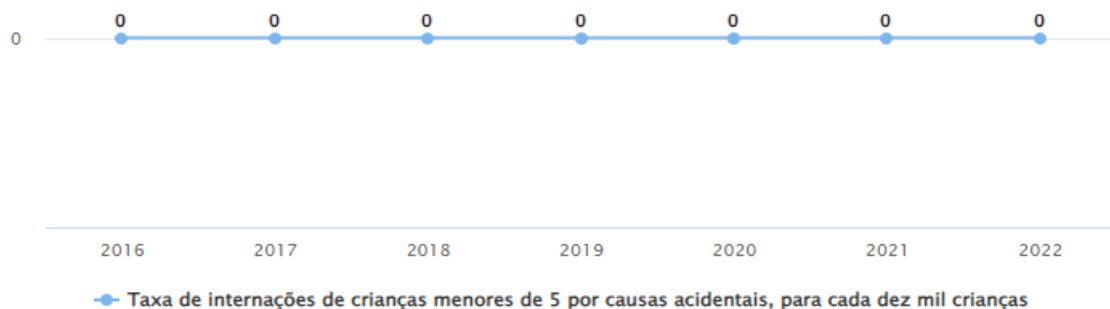 0 0 0 0 0 0 0
0
2016 2017 2018 2019 2020 2021 2022
Taxa de internações de crianças menores de 5 por causas acidentais, para cada dez mil crianças